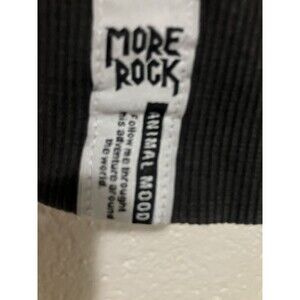 MORE
ROCK
ANIMAL MOOD
Follow me through
his adventure around
the world